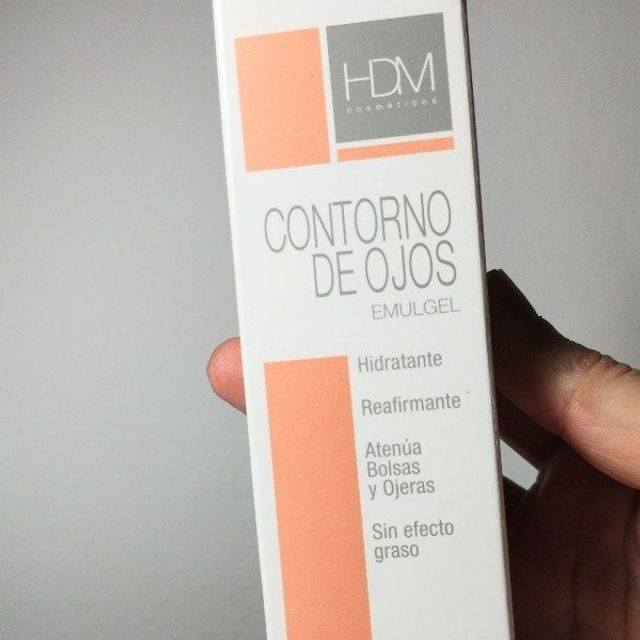 HDM
cosméticos
CONTORNO
DE OJOS
EMULGEL
Hidratante
Reafirmante
Atenúa
Bolsas
y Ojeras
Sin efecto
graso